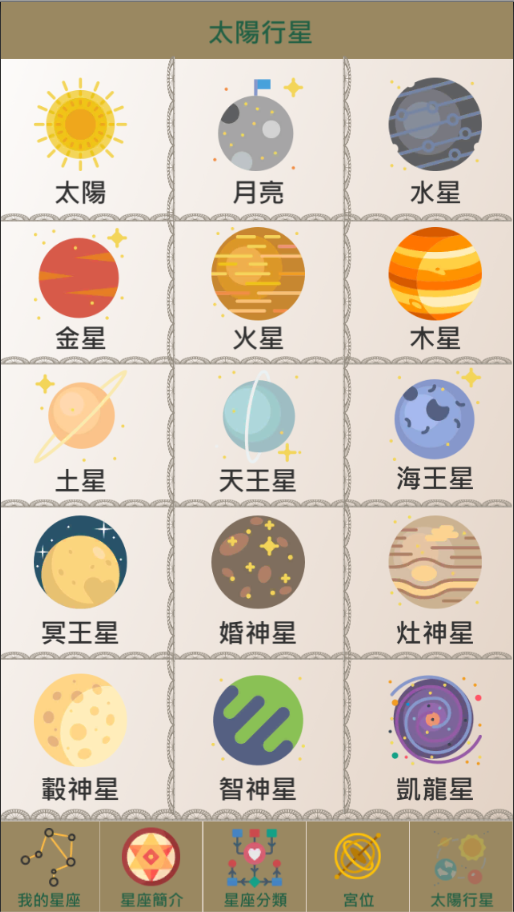 太陽行星
太陽
月亮
水星
金星
火星
木星
土星
天王星
海王星
冥王星
婚神星
灶神星
穀神星
智神星
凱龍星
我的星座
星座簡介
星座分類
宮位
太陽行星